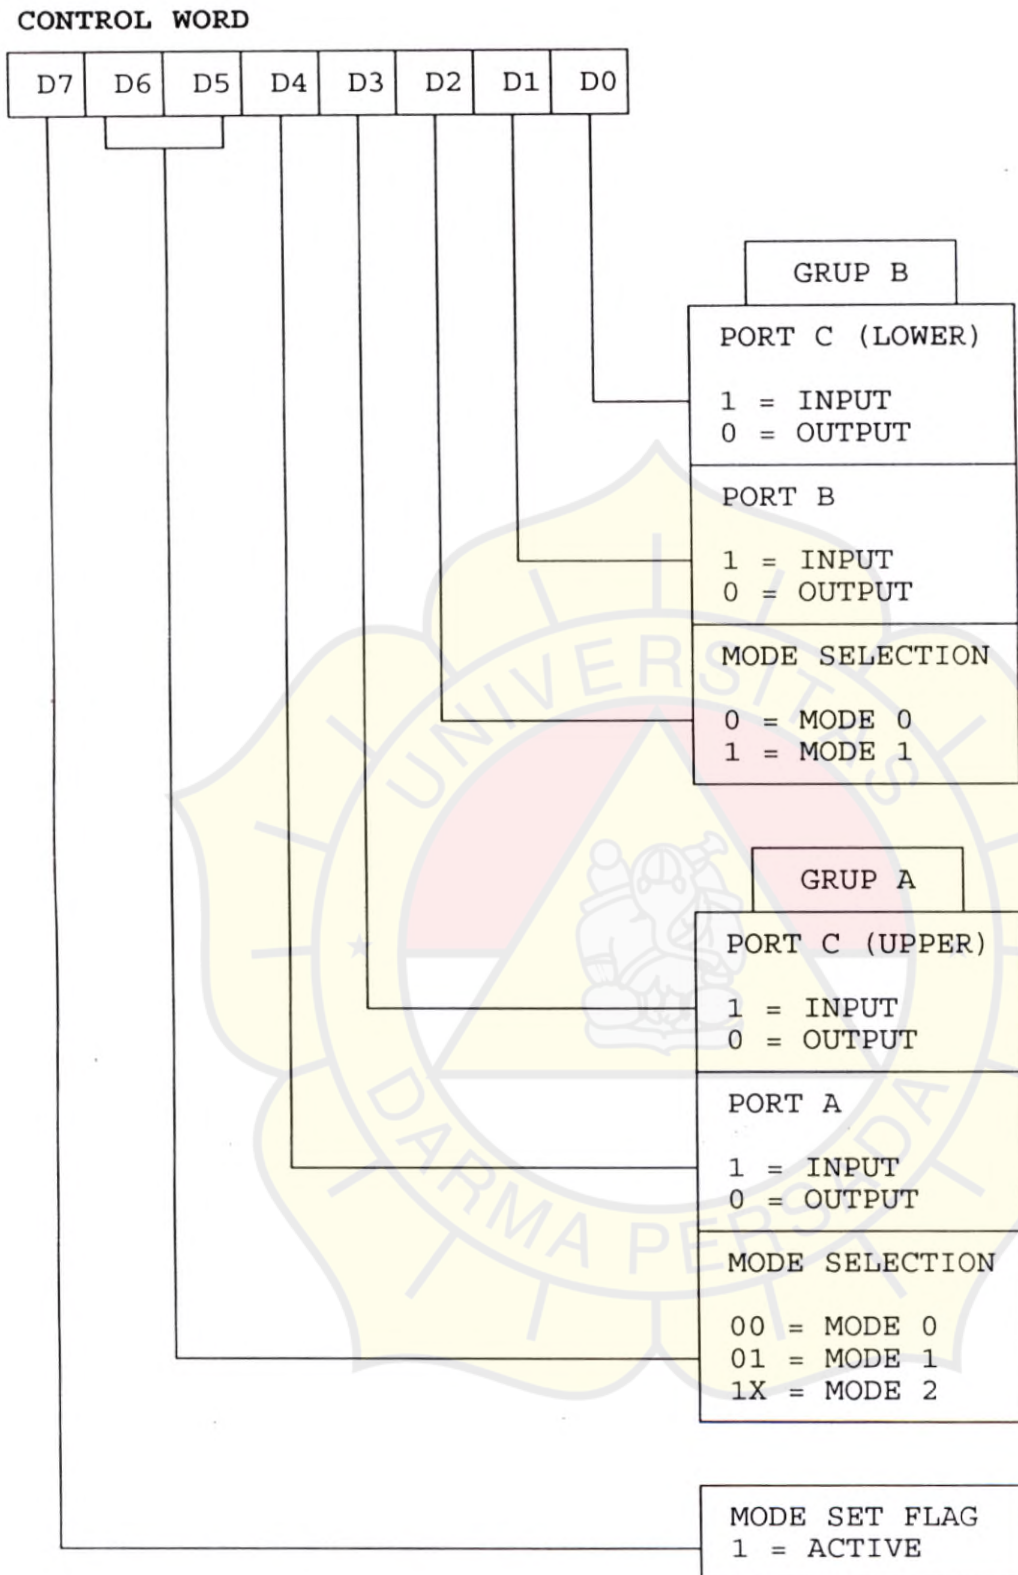 CONTROL WORD
D7 D6 D5 D4 D3 D2 D1 D0
GRUP B
PORT C (LOWER)
1 = INPUT
0 = OUTPUT
PORT B
1 = INPUT
0 = OUTPUT
MODE SELECTION
0 = MODE 0
1 = MODE 1
GRUP A
PORT C (UPPER)
1 = INPUT
0 = OUTPUT
PORT A
1 = INPUT
0 = OUTPUT
MODE SELECTION
00 = MODE 0
01 = MODE 1
1X = MODE 2
MODE SET FLAG
1 = ACTIVE
UNIVERSITAS
DARMA PERSADA